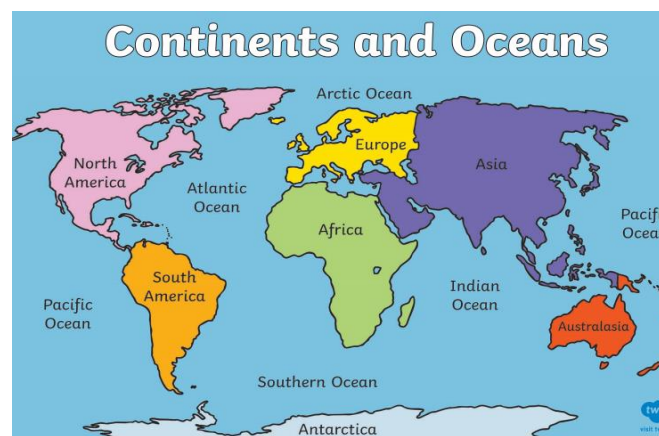 Continents and Oceans
Arctic Ocean
North
America
Europe
Asia
Atlantic
Ocean
Africa
South
America
Indian
Ocean
Pacific
Ocean
Australasia
Southern Ocean
Antarctica